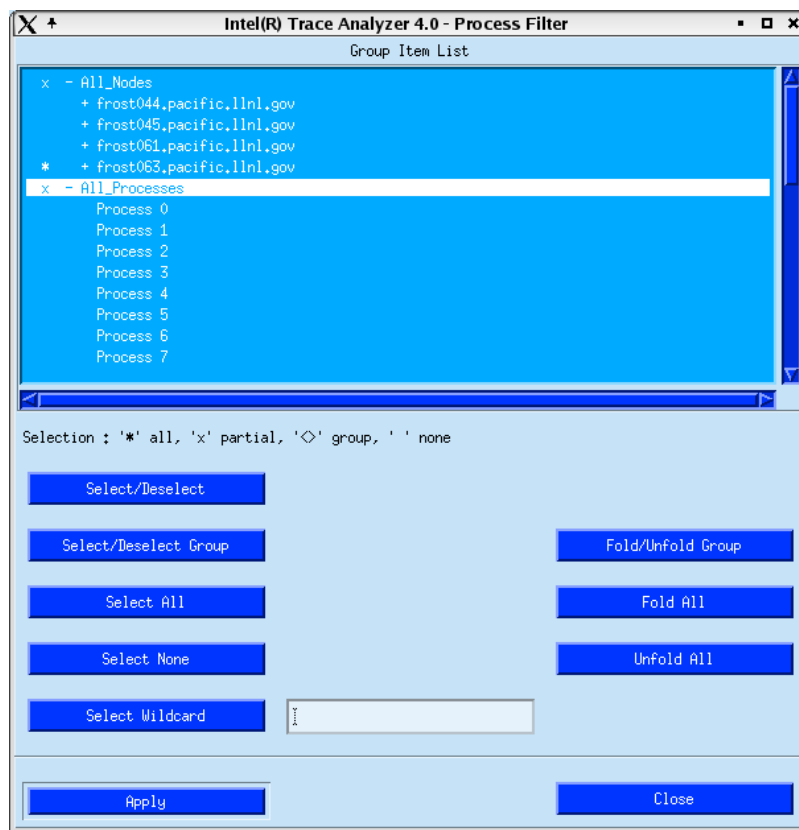 Intel(R) Trace Analyzer 4.0 - Process Filter
Group Item List
x - All_Nodes
+ frost044.pacific.llnl.gov
+ frost045.pacific.llnl.gov
+ frost061.pacific.llnl.gov
* + frost063.pacific.llnl.gov
x - All_Processes
Process 0
Process 1
Process 2
Process 3
Process 4
Process 5
Process 6
Process 7
Selection : '*' all, 'x' partial, '<>' group, ' ' none
Select/Deselect
Select/Deselect Group Fold/Unfold Group
Select All Fold All
Select None Unfold All
Select Wildcard
Apply Close